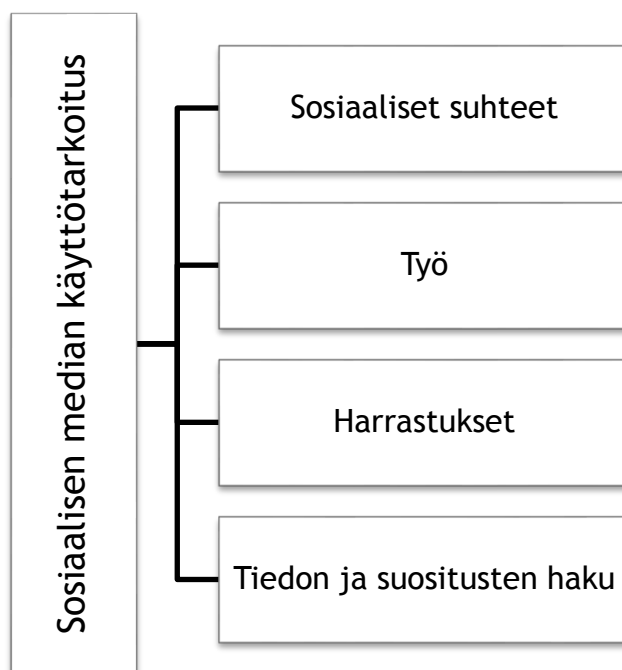 Sosiaalisen median käyttötarkoitus
Sosiaaliset suhteet
Työ
Harrastukset
Tiedon ja suositusten haku